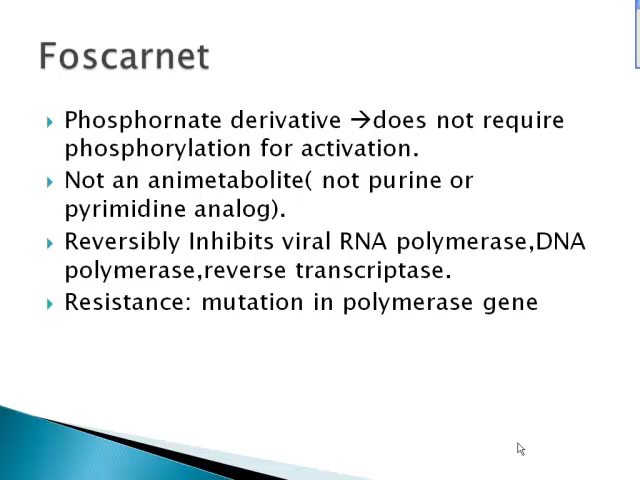 Foscarnet
Phosphornate derivative →does not require
phosphorylation for activation.
Not an animetabolite( not purine or
pyrimidine analog).
Reversibly Inhibits viral RNA polymerase,DNA
polymerase,reverse transcriptase.
Resistance: mutation in polymerase gene